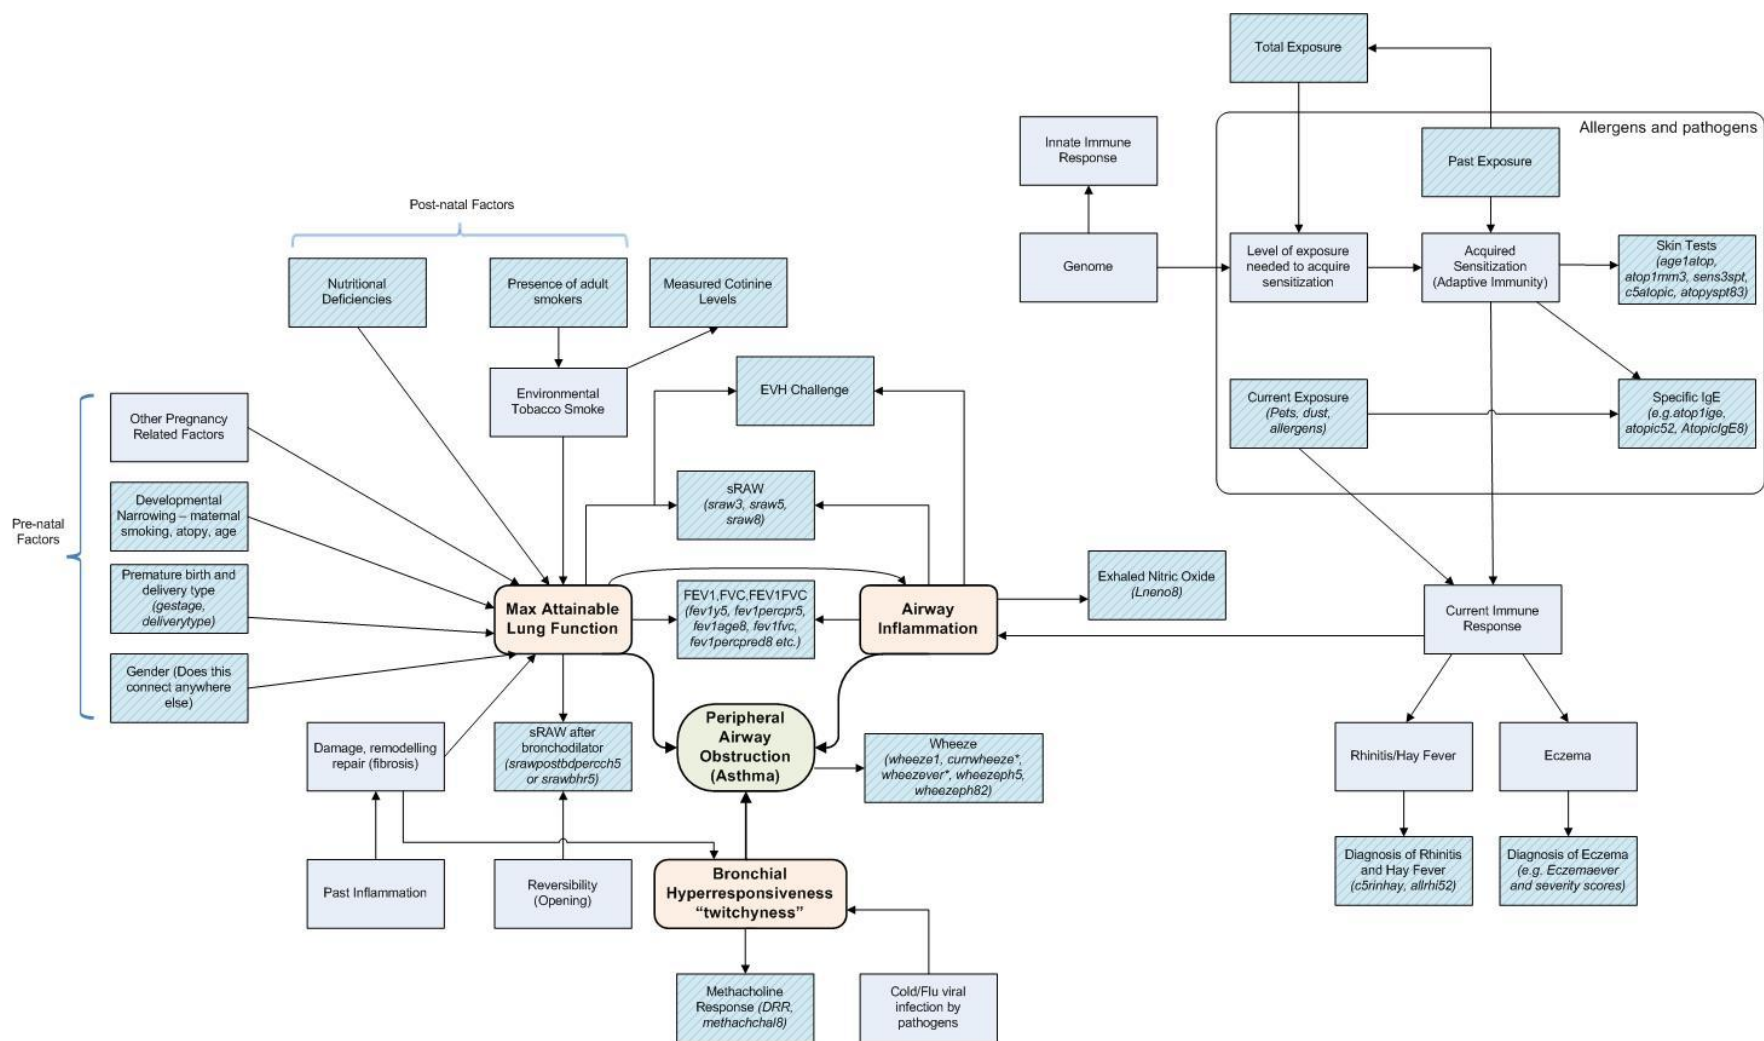 Total Exposure
Allergens and pathogens
Innate Immune
Response
Past Exposure
Post-natal Factors
Genome
Level of exposure
needed to acquire
sensitization
Acquired
Sensitization
(Adaptive Immunity)
Skin Tests
(age1atop,
atop1mm3, sens3spt,
c5atopic, atopyspt83)
Nutritional
Deficiencies
Presence of adult
smokers
Measured Cotinine
Levels
Environmental
Tobacco Smoke
EVH Challenge
Current Exposure
(Pets, dust,
allergens)
Specific IgE
(e.g.atop1ige,
atopic52, AtopicIgE8)
Pre-natal
Factors
Other Pregnancy
Related Factors
Developmental
Narrowing – maternal
smoking, atopy, age
Premature birth and
delivery type
(gestage,
deliverytype)
Gender (Does this
connect anywhere
else)
sRAW
(sraw3, sraw5,
sraw8)
Max Attainable
Lung Function
FEV1,FVC,FEV1FVC
(fev1y5, fev1percpr5,
fev1age8, fev1fvc,
fev1percpred8 etc.)
Airway
Inflammation
Exhaled Nitric Oxide
(Lneno8)
Current Immune
Response
Damage, remodelling
repair (fibrosis)
sRAW after
bronchodilator
(srawpostbdpercch5
or srawbhr5)
Peripheral
Airway
Obstruction
(Asthma)
Wheeze
(wheeze1, currwheeze*,
wheezever*, wheezeph5,
wheezeph82)
Rhinitis/Hay Fever
Eczema
Past Inflammation
Reversibility
(Opening)
Bronchial
Hyperresponsiveness
“twitchyness”
Diagnosis of Rhinitis
and Hay Fever
(c5rinhay, allrhi52)
Diagnosis of Eczema
(e.g. Eczemaever
and severity scores)
Methacholine
Response (DRR,
methachchal8)
Cold/Flu viral
infection by
pathogens